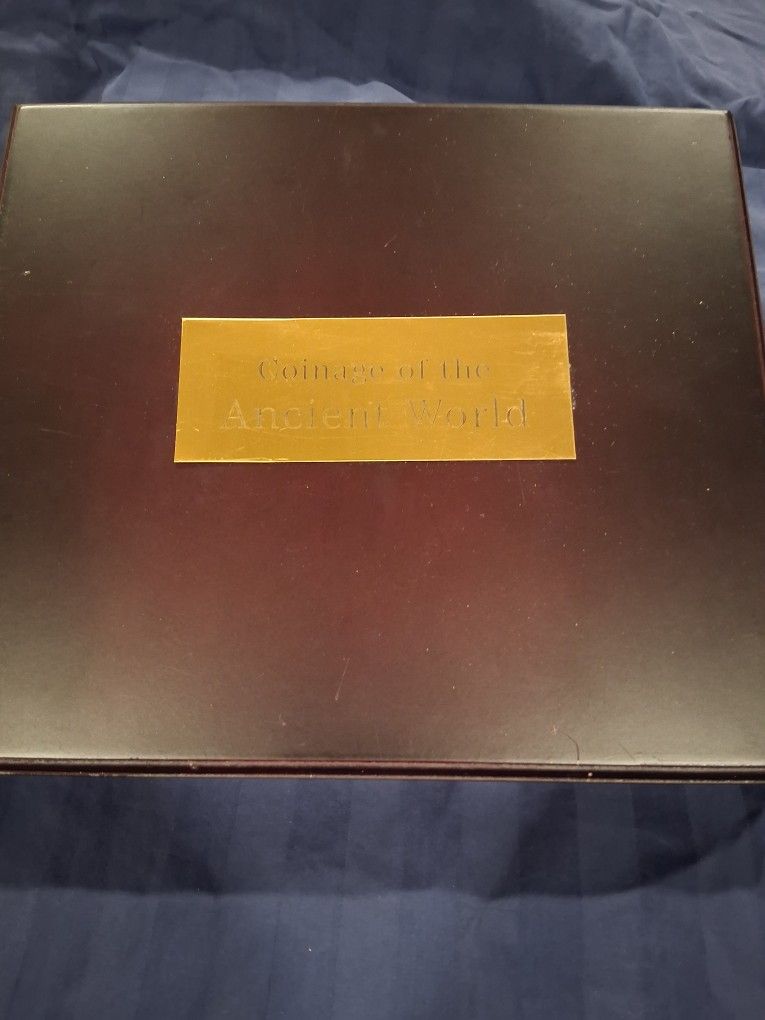 Coinage of the
Ancient World